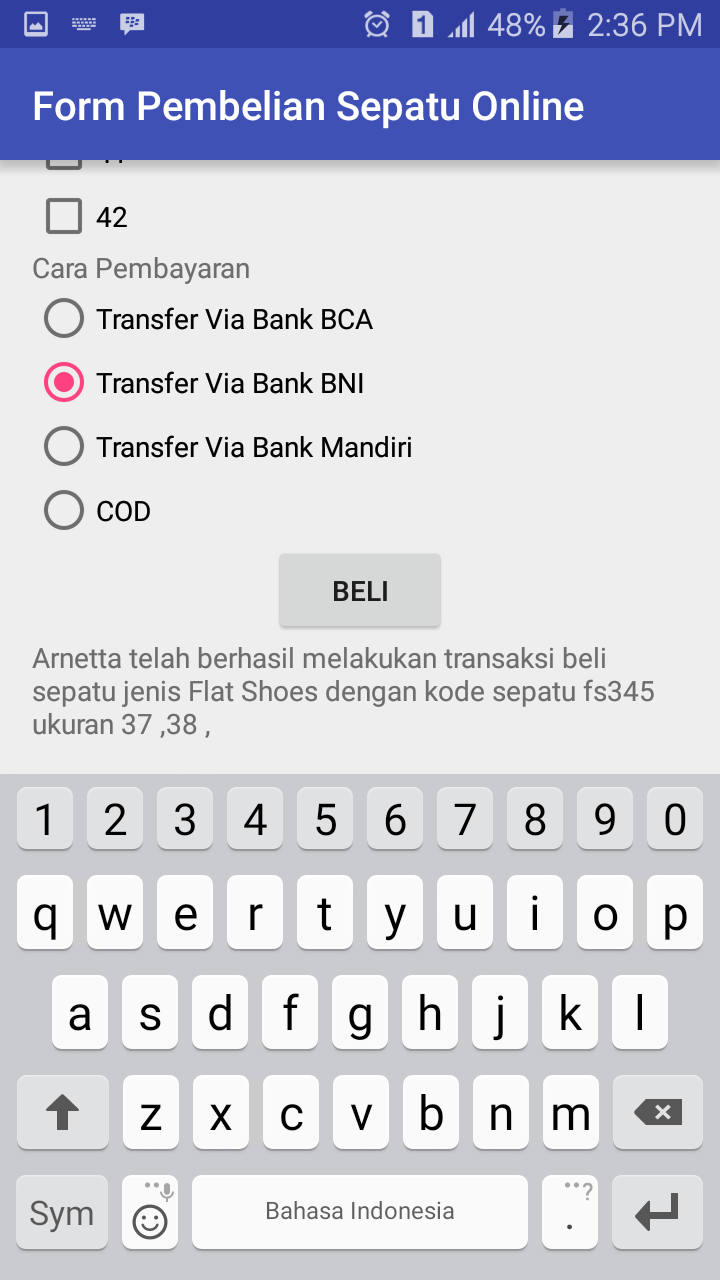 1 48% 2:36 PM
Form Pembelian Sepatu Online
42
Cara Pembayaran
Transfer Via Bank BCA
Transfer Via Bank BNI
Transfer Via Bank Mandiri
COD
BELI
Arnetta telah berhasil melakukan transaksi beli
sepatu jenis Flat Shoes dengan kode sepatu fs345
ukuran 37 ,38 ,
1 2 3 4 5 6 7 8 9 0
q w e r t y u i o p
a s d f g h j k l
z x c v b n m
Sym Bahasa Indonesia . ?